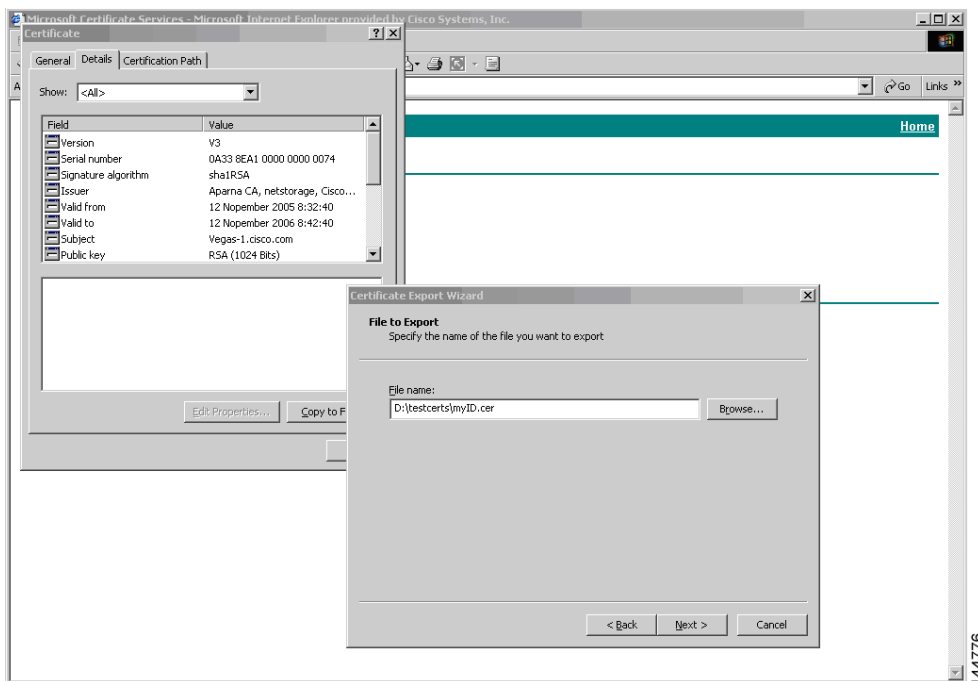 Microsoft Certificate Services - Microsoft Internet Explorer provided by Cisco Systems, Inc.
Certificate
General Details Certification Path
Show: <All>
Go Links »
Home
Field Value
Version V3
Serial number 0A33 8EA1 0000 0000 0074
Signature algorithm sha1RSA
Issuer Aparna CA, netstorage, Cisco...
Valid from 12 Nopember 2005 8:32:40
Valid to 12 Nopember 2006 8:42:40
Subject Vegas-1.cisco.com
Public key RSA (1024 Bits)
Edit Properties... Copy to F
Certificate Export Wizard
File to Export
Specify the name of the file you want to export
File name:
D:\testcerts\myID.cer
Browse...
< Back Next > Cancel